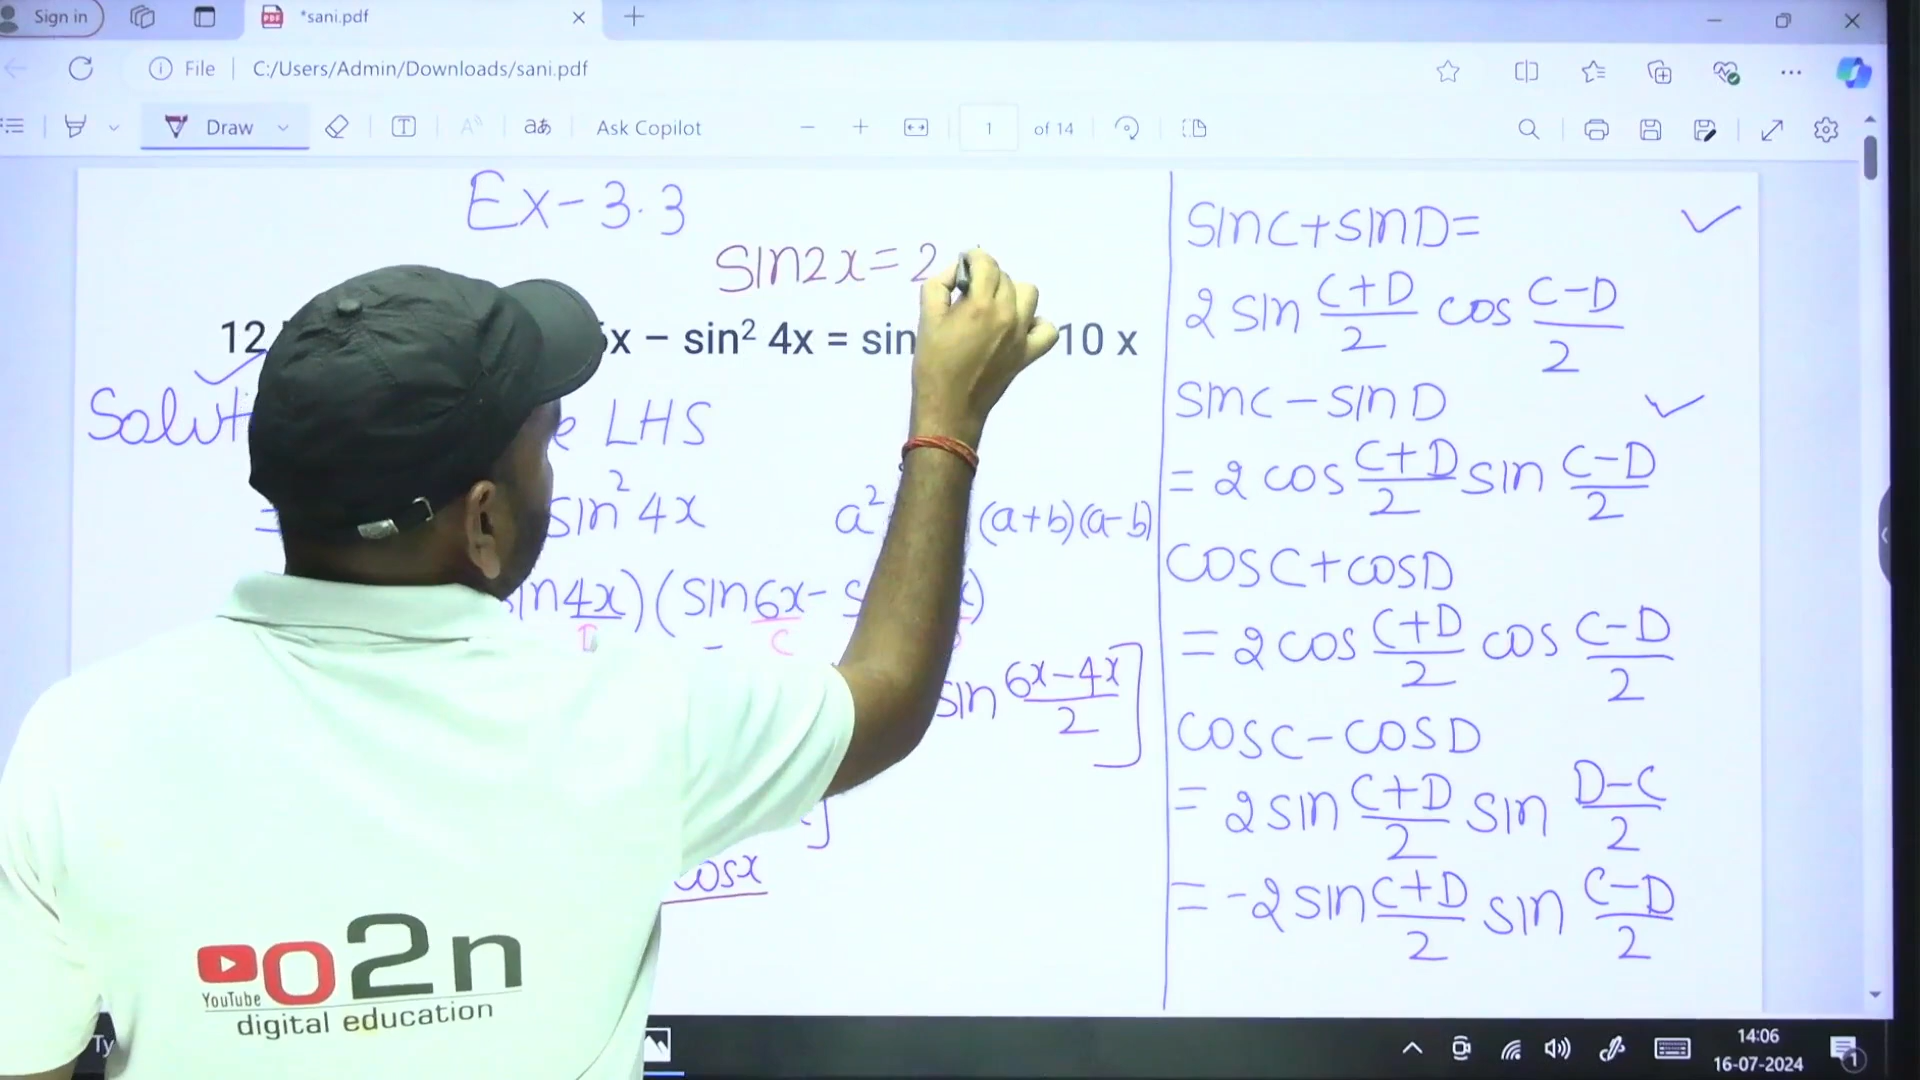 Sign in
*sani.pdf
File
C:/Users/Admin/Downloads/sani.pdf
Draw
Ask Copilot
1 of 14
Ex-3.3
sin2x=2
12
x – sin² 4x = sin
10 x
LHS
sin² 4x
a²
(a+b)(a-b)
4x) (sin6x-
C
sin 6x-4x/2 ]
cosx
sinC+sinD=
2 sin C+D/2 cos C-D/2
sinC-sinD
= 2 cos C+D/2 sin C-D/2
cosC+cosD
= 2 cos C+D/2 cos C-D/2
cosC-cosD
= 2 sin C+D/2 sin D-C/2
= -2 sin C+D/2 sin C-D/2
YouTube
o2n
digital education
14:06
16-07-2024
1